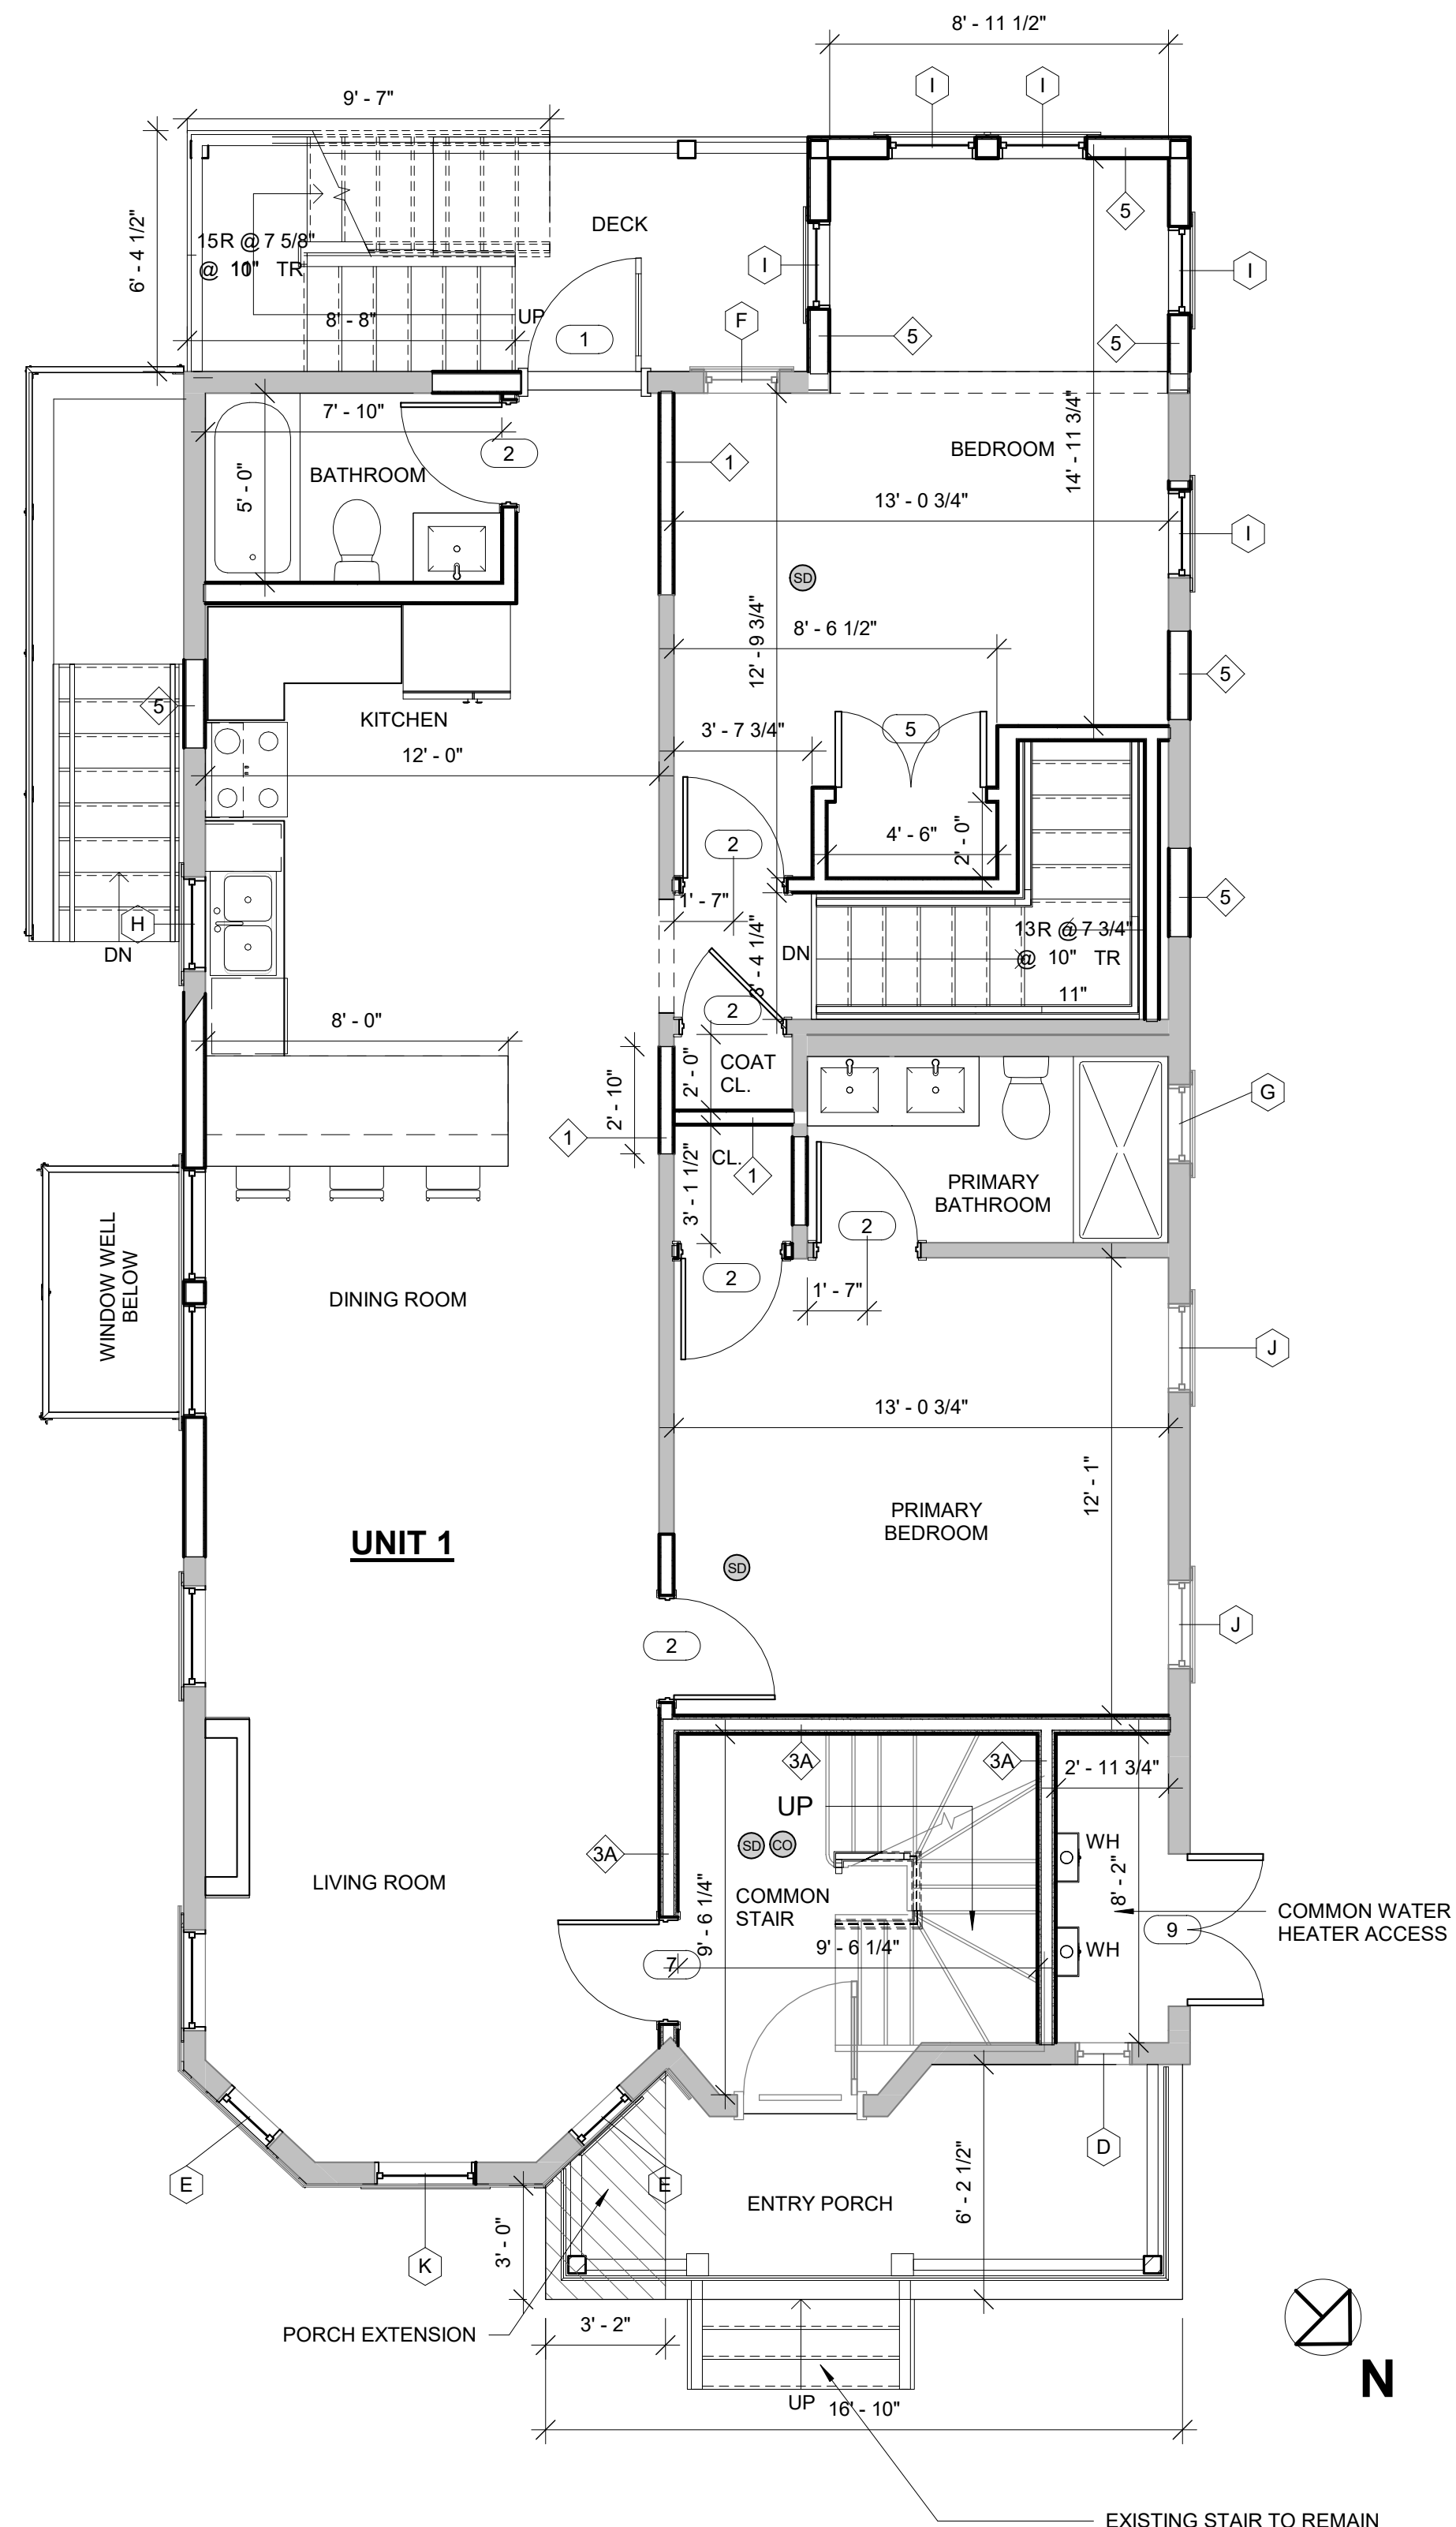 8' - 11 1/2"
I
I
9' - 7"
6' - 4 1/2"
DECK
5
15R @ 7 5/8"
@ 10" TR
I
I
8' - 8"
UP
F
1
5
5
7' - 10"
2
BATHROOM
5' - 0"
1
BEDROOM
14' - 11 3/4"
13' - 0 3/4"
I
SD
12' - 9 3/4"
8' - 6 1/2"
5
5
KITCHEN
3' - 7 3/4"
5
12' - 0"
4' - 6"
2' - 0"
2
1' - 7"
5
H
DN
DN
13R @ 7 3/4"
@ 10" TR
11"
8' - 0"
2
COAT
CL.
2' - 0"
2' - 10"
G
1
CL.
1
3' - 1 1/2"
PRIMARY
BATHROOM
2
2
1' - 7"
WINDOW WELL
BELOW
DINING ROOM
J
13' - 0 3/4"
12' - 1"
PRIMARY
BEDROOM
UNIT 1
SD
2
J
3A
3A
2' - 11 3/4"
UP
SD
CO
WH
3A
8' - 2"
LIVING ROOM
COMMON
STAIR
9' - 6 1/4"
COMMON WATER
HEATER ACCESS
9
WH
9' - 6 1/4"
7
E
E
D
K
3' - 0"
ENTRY PORCH
6' - 2 1/2"
PORCH EXTENSION
3' - 2"
N
UP
16' - 10"
EXISTING STAIR TO REMAIN